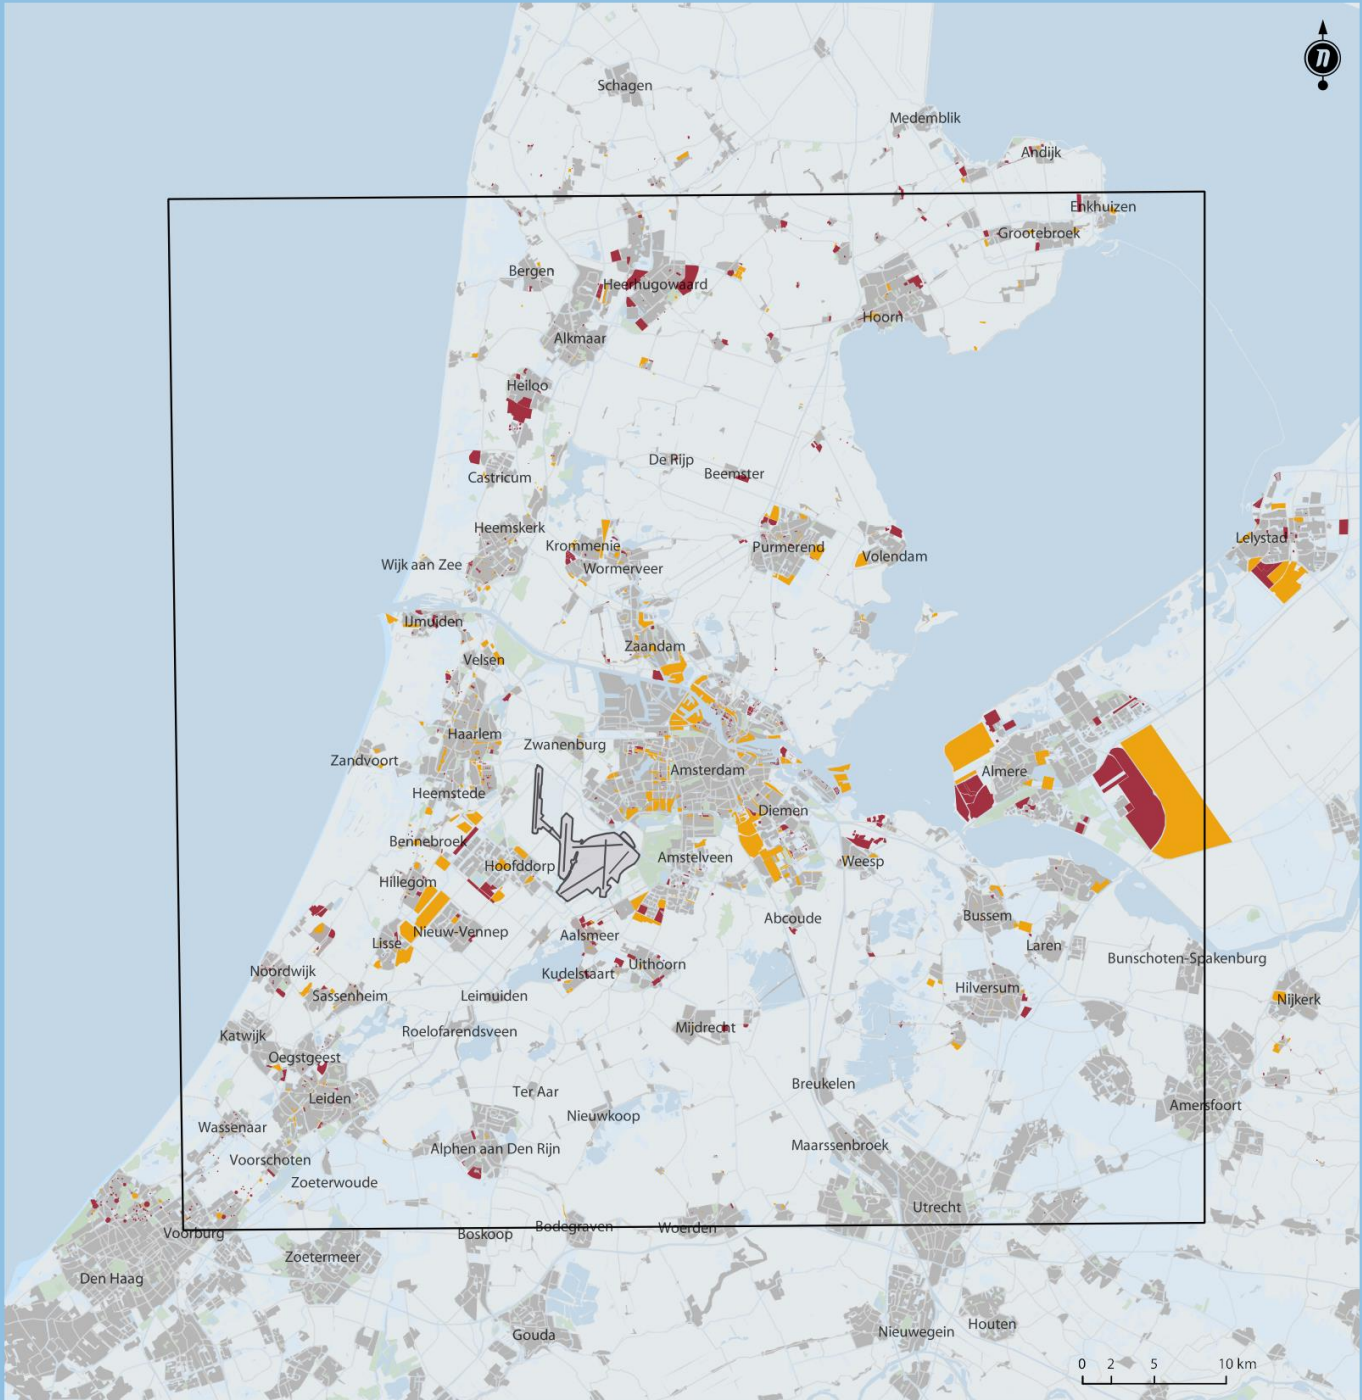 Schagen
Medemblik
Andijk
Enkhuizen
Grootebroek
Bergen
Heerhugowaard
Hoorn
Alkmaar
Heiloo
De Rijp
Beemster
Castricum
Heemskerk
Krommenie
Purmerend
Volendam
Lelystad
Wijk aan Zee
Wormerveer
IJmuiden
Zaandam
Velsen
Haarlem
Zwanenburg
Zandvoort
Amsterdam
Almere
Heemstede
Diemen
Bennebroek
Hoofddorp
Amstelveen
Weesp
Hillegom
Abcoude
Bussem
Nieuw-Vennep
Aalsmeer
Lisse
Laren
Bunschoten-Spakenburg
Noordwijk
Kudelstaart
Uithoorn
Sassenheim
Leimuiden
Hilversum
Nijkerk
Katwijk
Roelofarendsveen
Mijdrecht
Oegstgeest
Breukelen
Leiden
Ter Aar
Nieuwkoop
Amersfoort
Wassenaar
Alphen aan Den Rijn
Maarssenbroek
Voorschoten
Zoeterwoude
Utrecht
Voorburg
Boskoop
Bodegraven
Woerden
Zoetermeer
Den Haag
Gouda
Nieuwegein
Houten
0 2 5 10 km